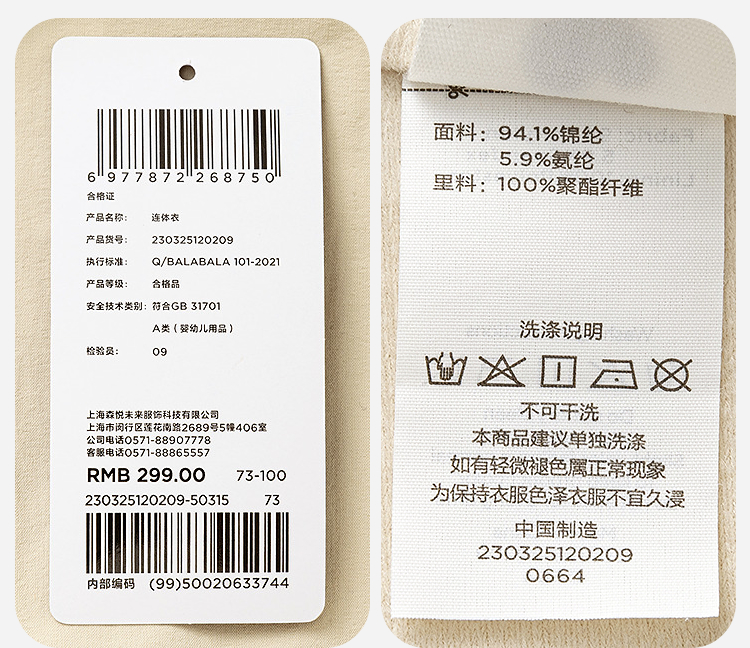 6 977872 268750
合格证
产品名称: 连体衣
产品货号: 230325120209
执行标准: Q/BALABALA 101-2021
产品等级: 合格品
安全技术类别: 符合GB 31701
A类（婴幼儿用品）
检验员: 09
上海森悦未来服饰科技有限公司
上海市闵行区莲花南路2689号5幢406室
公司电话0571-88907778
客服电话0571-88865557
RMB 299.00 73-100
230325120209-50315 73
内部编码 (99)50020633744
面料: 94.1%锦纶
5.9%氨纶
里料: 100%聚酯纤维
洗涤说明
不可干洗
本商品建议单独洗涤
如有轻微褪色属正常现象
为保持衣服色泽衣服不宜久浸
中国制造
230325120209
0664